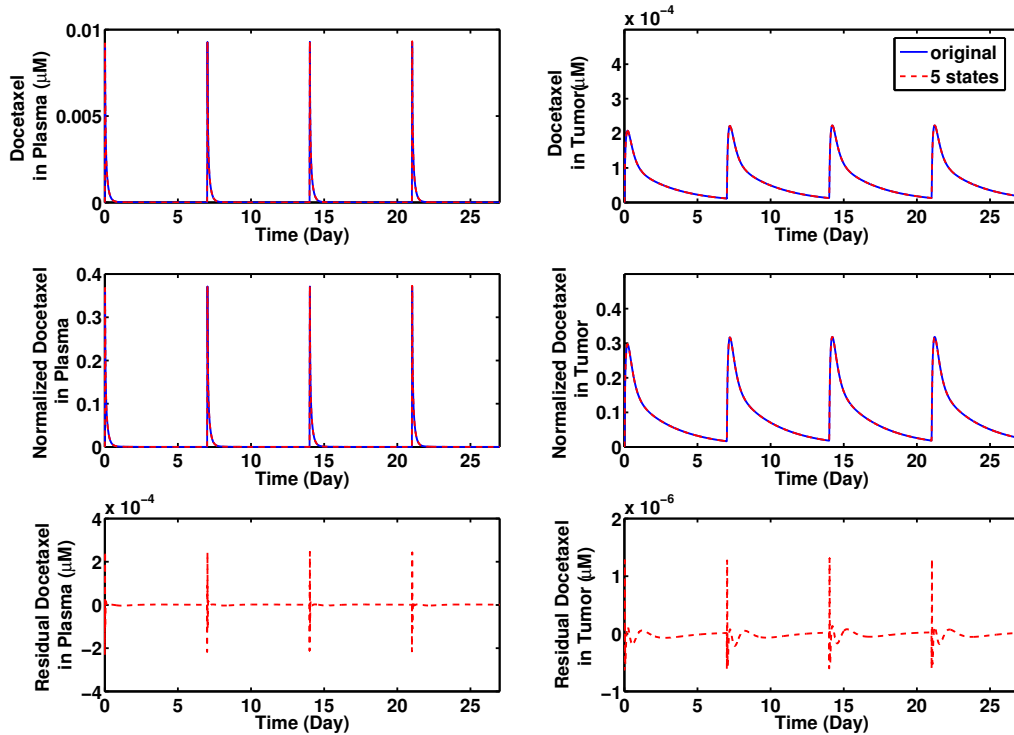 0.01
0.005
0
0 5 10 15 20 25
Time (Day)
Docetaxel
in Plasma (μM)
x 10⁻⁴
5
4
3
2
1
0
0 5 10 15 20 25
Time (Day)
Docetaxel
in Tumor(μM)
original
5 states
0.4
0.3
0.2
0.1
0
0 5 10 15 20 25
Time (Day)
Normalized Docetaxel
in Plasma
0.5
0.4
0.3
0.2
0.1
0
0 5 10 15 20 25
Time (Day)
Normalized Docetaxel
in Tumor
x 10⁻⁴
4
2
0
−2
−4
0 5 10 15 20 25
Time (Day)
Residual Docetaxel
in Plasma (μM)
x 10⁻⁶
2
1
0
−1
0 5 10 15 20 25
Time (Day)
Residual Docetaxel
in Tumor (μM)